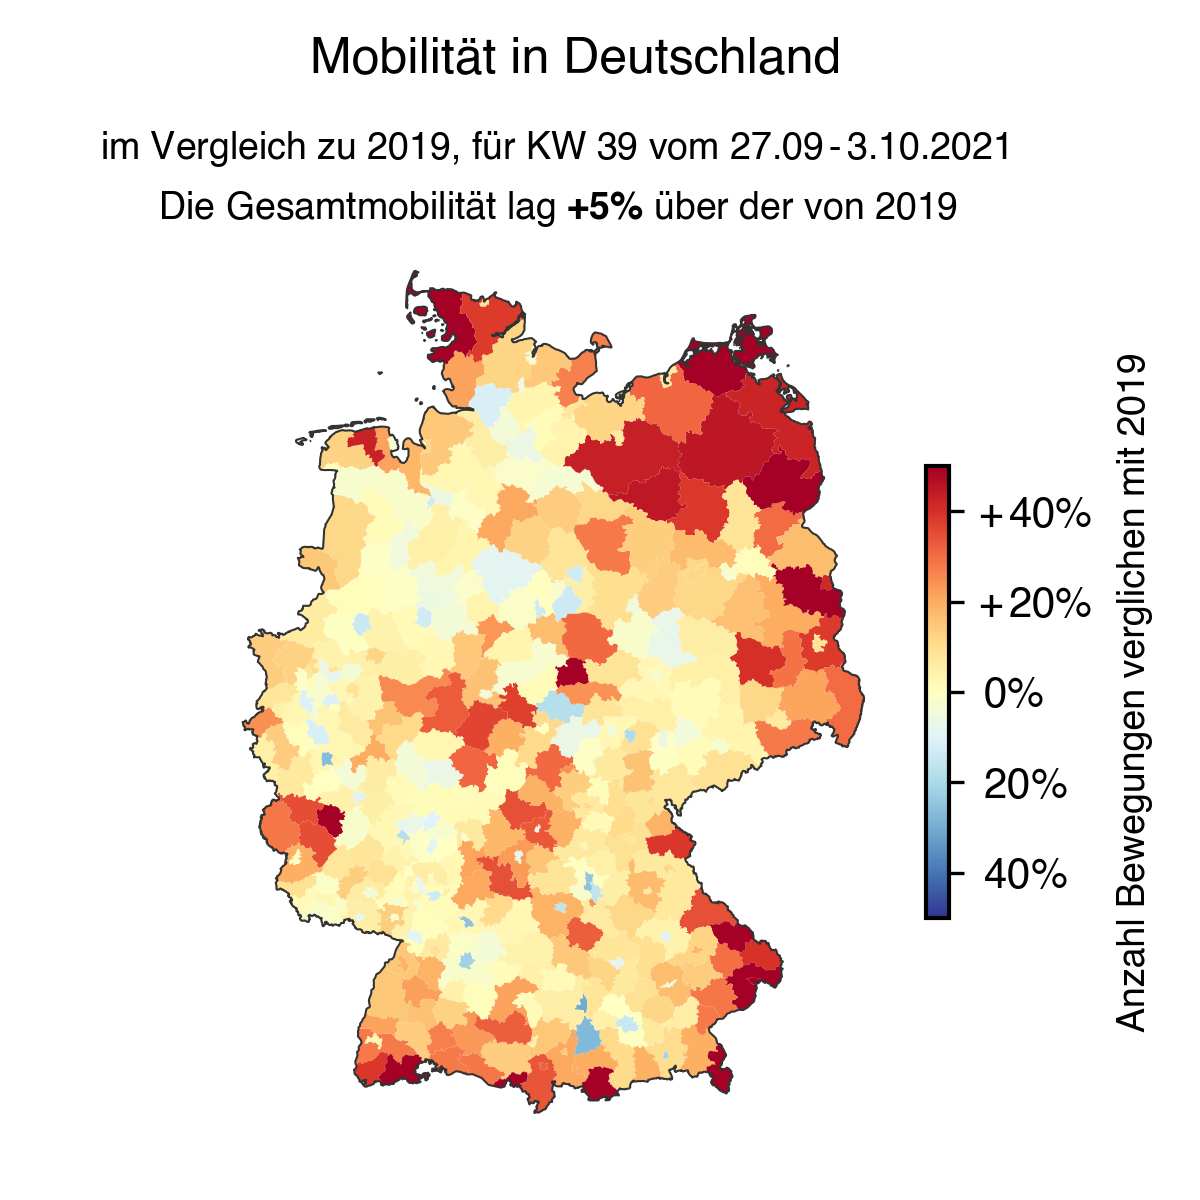 Mobilität in Deutschland
im Vergleich zu 2019, für KW 39 vom 27.09-3.10.2021
Die Gesamtmobilität lag +5% über der von 2019
+40%
+20%
0%
20%
40%
Anzahl Bewegungen verglichen mit 2019